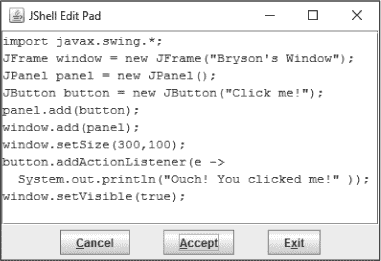 JShell Edit Pad
import javax.swing.*;
JFrame window = new JFrame("Bryson's Window");
JPanel panel = new JPanel();
JButton button = new JButton("Click me!");
panel.add(button);
window.add(panel);
window.setSize(300,100);
button.addActionListener(e ->
  System.out.println("Ouch! You clicked me!" ));
window.setVisible(true);
Cancel Accept Exit